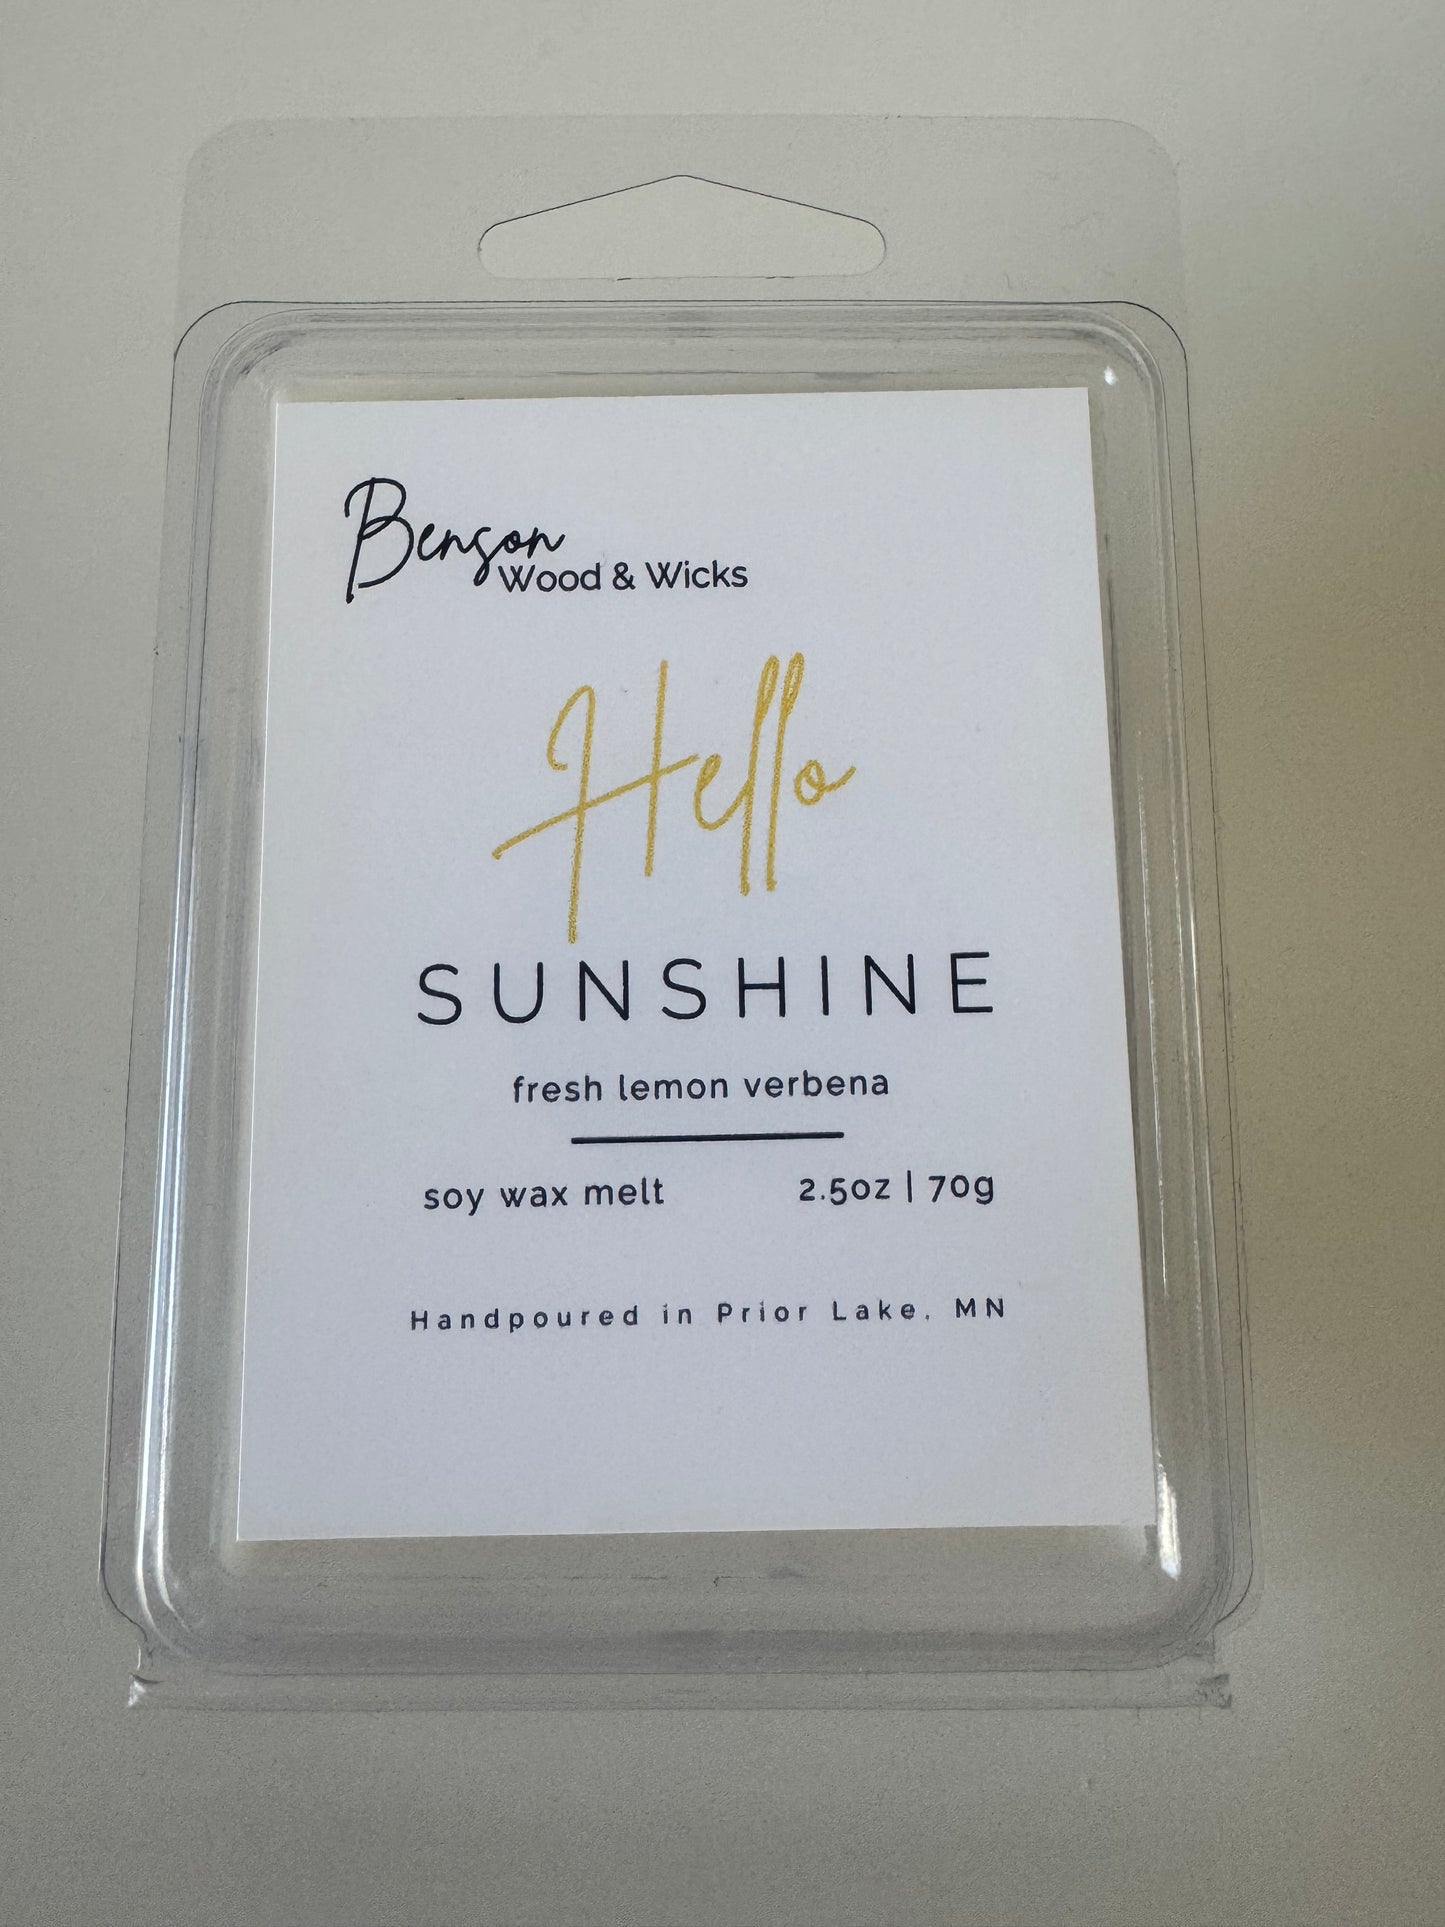 Benson
Wood & Wicks
Hello
SUNSHINE
fresh lemon verbena
soy wax melt 2.5oz | 70g
Handpoured in Prior Lake, MN